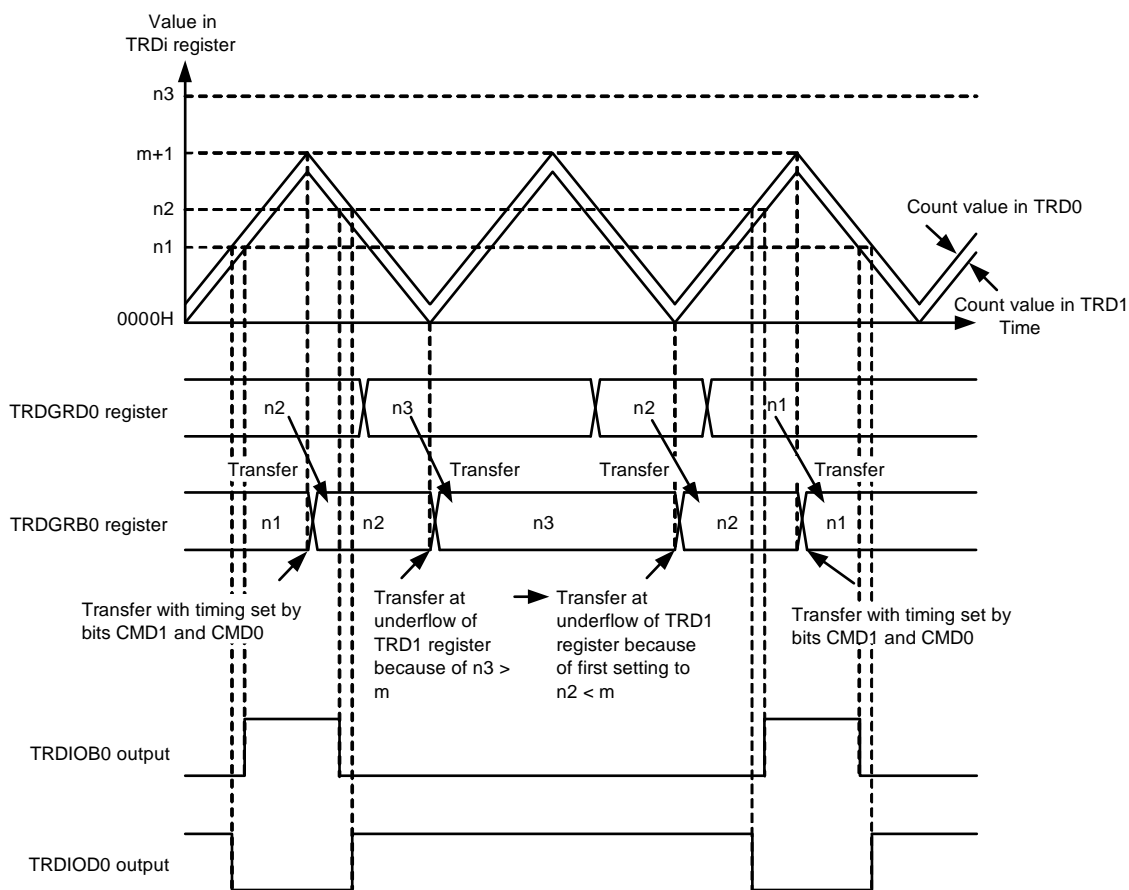 Value in
TRDi register
n3
m+1
n2
n1
0000H
Count value in TRD0
Count value in TRD1
Time
TRDGRD0 register
n2
n3
n2
n1
Transfer
Transfer
Transfer
Transfer
TRDGRB0 register
n1
n2
n3
n2
n1
Transfer with timing set by
bits CMD1 and CMD0
Transfer at
underflow of
TRD1 register
because of n3 >
m
Transfer at
underflow of TRD1
register because
of first setting to
n2 < m
Transfer with timing set by
bits CMD1 and CMD0
TRDIOB0 output
TRDIOD0 output